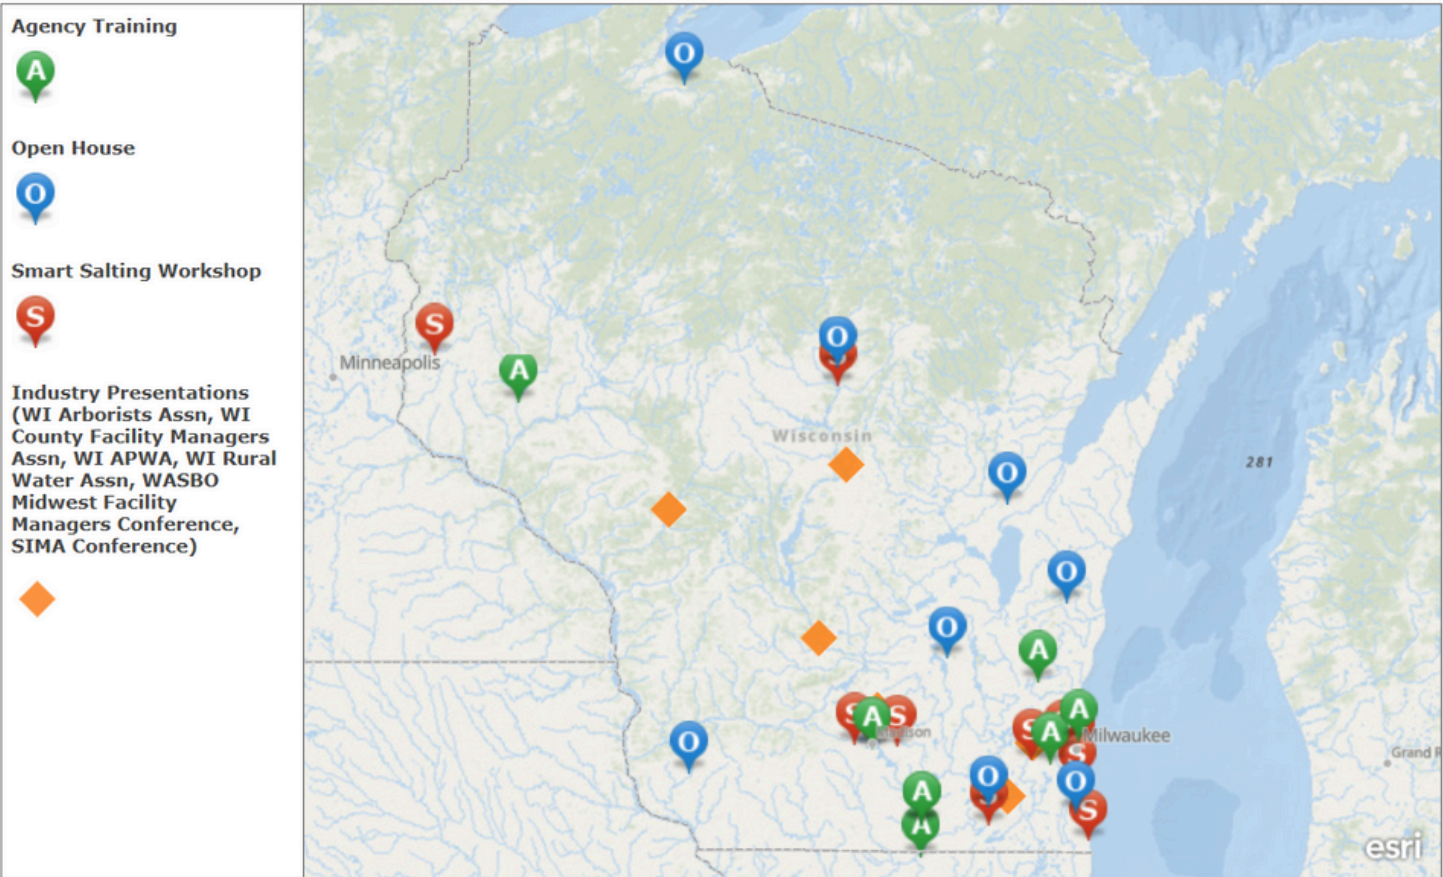 Agency Training
A
Open House
O
Smart Salting Workshop
S
Industry Presentations
(WI Arborists Assn, WI
County Facility Managers
Assn, WI APWA, WI Rural
Water Assn, WASBO
Midwest Facility
Managers Conference,
SIMA Conference)
O
S
Minneapolis
A
O
S
Wisconsin
O
281
O
O
A
S
A
S
S
A
A
Milwaukee
S
O
O
O
A
S
S
A
Grand R
esri